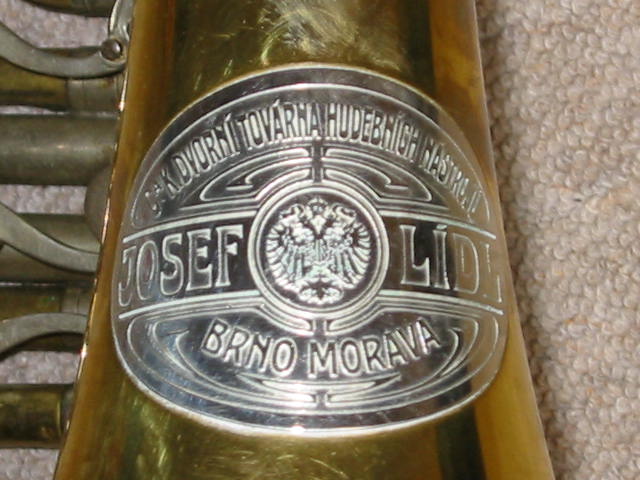 C. A K. DVORNÍ TOVÁRNA HUDEBNÍCH NÁSTROJŮ
JOSEF LÍDL
BRNO MORAVA